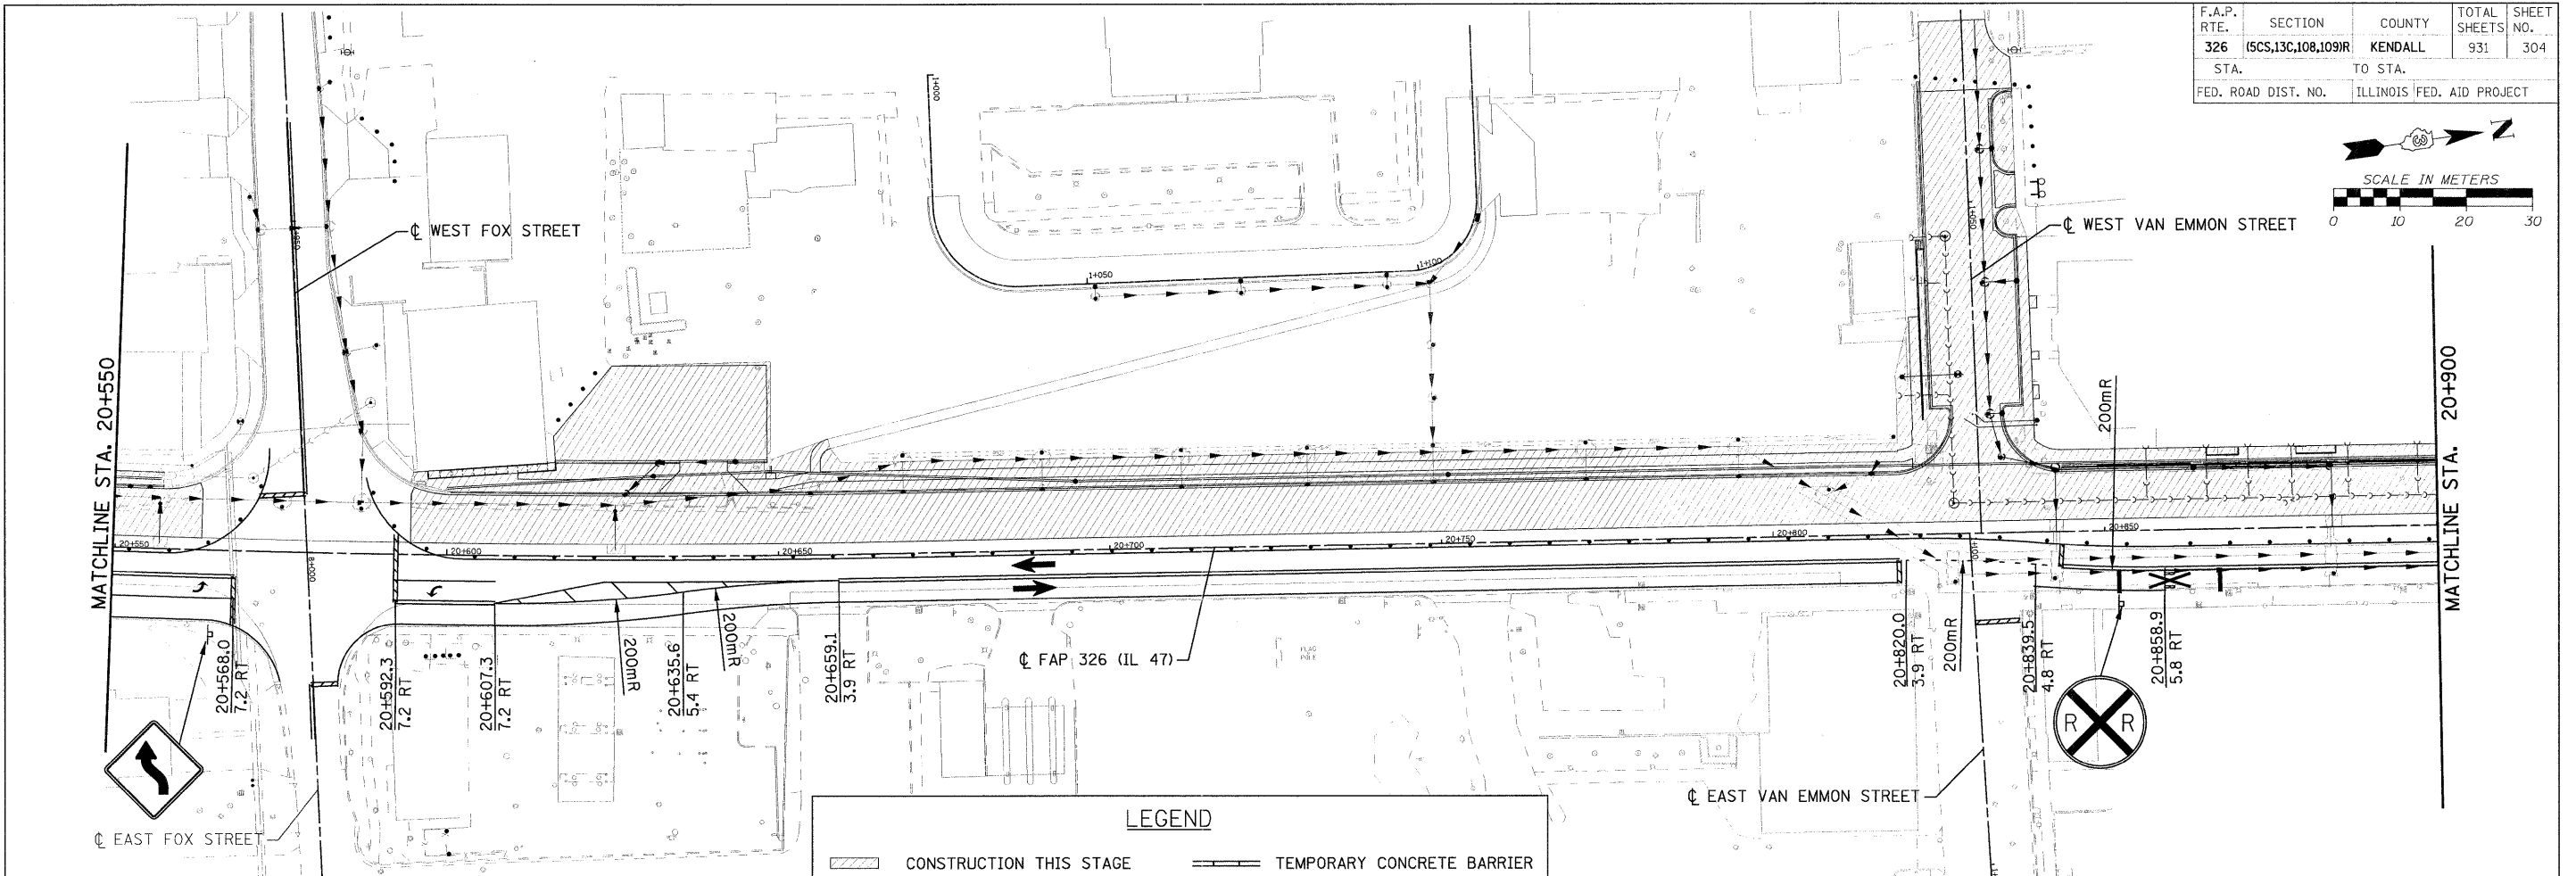 F.A.P. RTE. SECTION COUNTY TOTAL SHEETS SHEET NO.
326 (5CS,13C,108,109)R KENDALL 931 304
STA. TO STA.
FED. ROAD DIST. NO. ILLINOIS FED. AID PROJECT
Z
SCALE IN METERS
0 10 20 30
℄ WEST FOX STREET
℄ WEST VAN EMMON STREET
1+000
1+050
1+100
1+050
MATCHLINE STA. 20+550
MATCHLINE STA. 20+900
200mR
20+550
20+600
20+650
20+700
20+750
20+800
20+850
20+568.0
7.2 RT
20+592.3
7.2 RT
20+607.3
7.2 RT
200mR
20+635.6
5.4 RT
200mR
20+659.1
3.9 RT
℄ FAP 326 (IL 47)
FLAG POLE
20+820.0
3.9 RT
200mR
20+839.5
4.8 RT
20+858.9
5.8 RT
R R
℄ EAST FOX STREET
℄ EAST VAN EMMON STREET
LEGEND
CONSTRUCTION THIS STAGE
TEMPORARY CONCRETE BARRIER